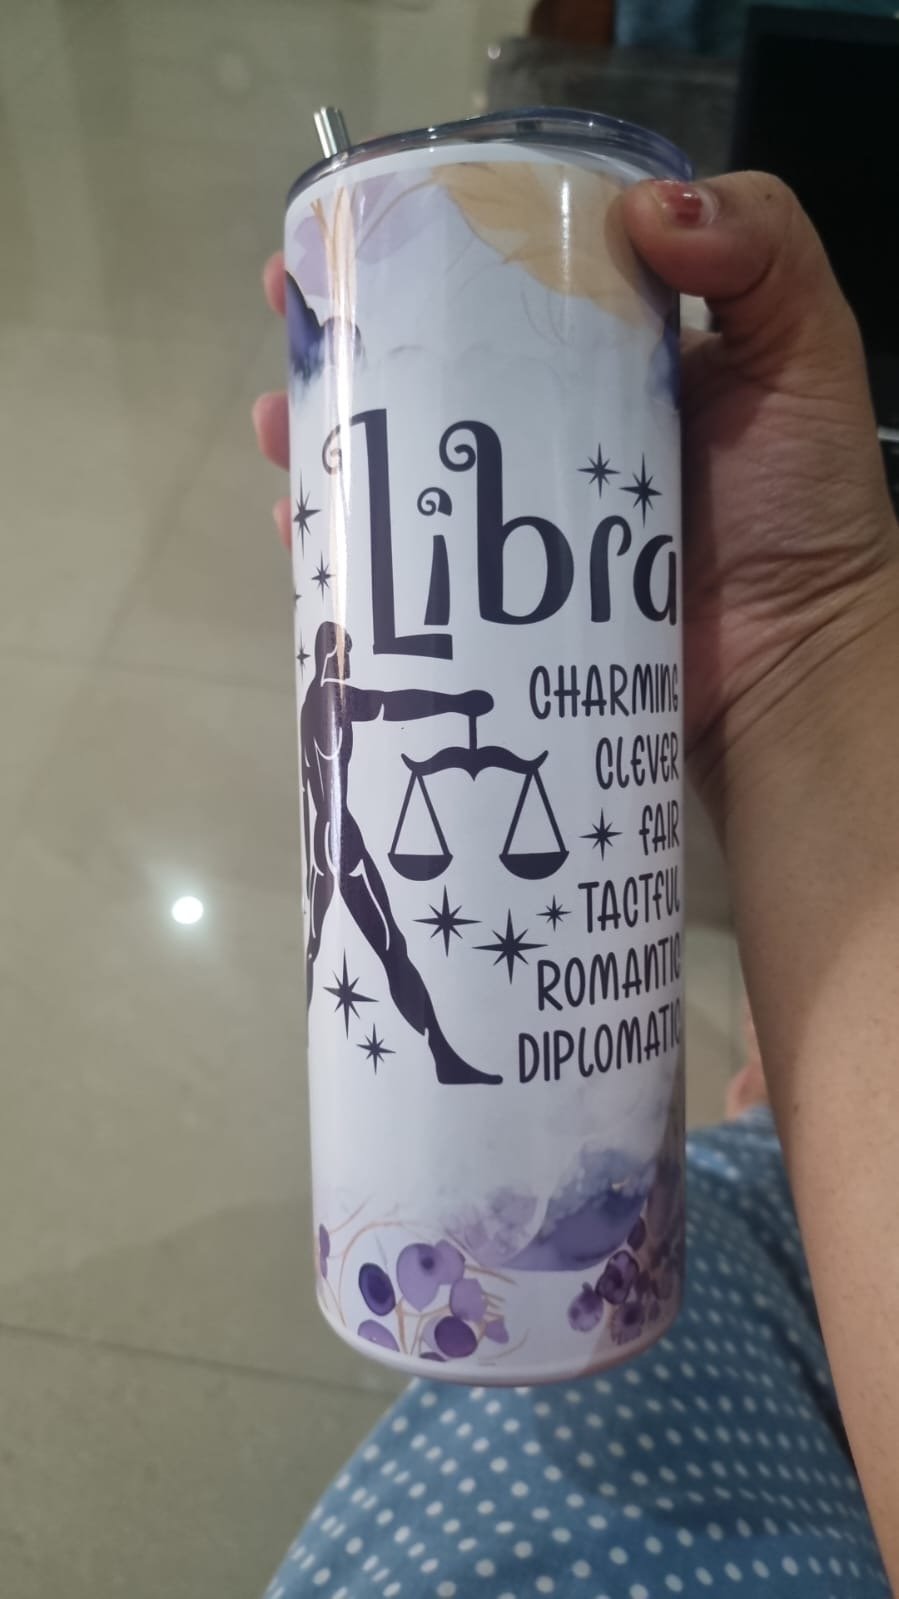 Libra
CHARMING
CLEVER
FAIR
TACTFUL
ROMANTIC
DIPLOMATIC